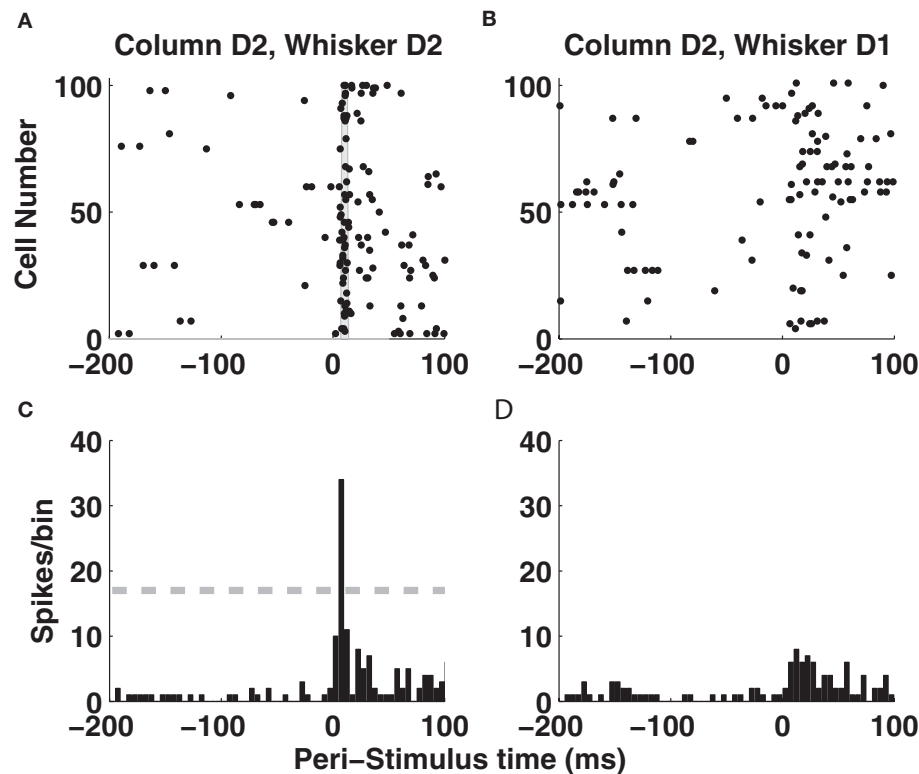 A
Column D2, Whisker D2
B
Column D2, Whisker D1
Cell Number
100
50
0
−200 −100 0 100
100
50
0
−200 −100 0 100
C
D
Spikes/bin
40
30
20
10
0
−200 −100 0 100
40
30
20
10
0
−200 −100 0 100
Peri−Stimulus time (ms)